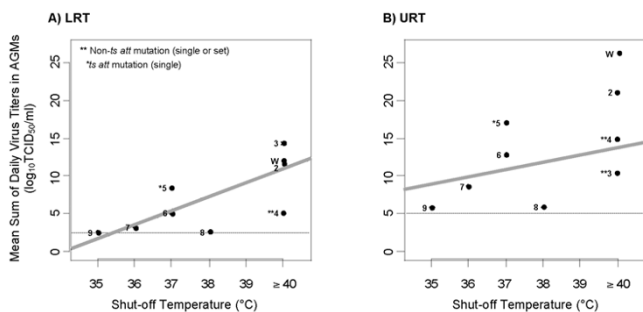 A) LRT
B) URT
Mean Sum of Daily Virus Titers in AGMs
(log₁₀TCID₅₀/ml)
** Non-ts att mutation (single or set)
*ts att mutation (single)
25
20
15
10
5
0
3
W
2
*5
6
**4
9
7
8
35 36 37 38 39 ≥ 40
Shut-off Temperature (°C)
25
20
15
10
5
0
W
2
*5
**4
6
**3
7
9
8
35 36 37 38 39 ≥ 40
Shut-off Temperature (°C)